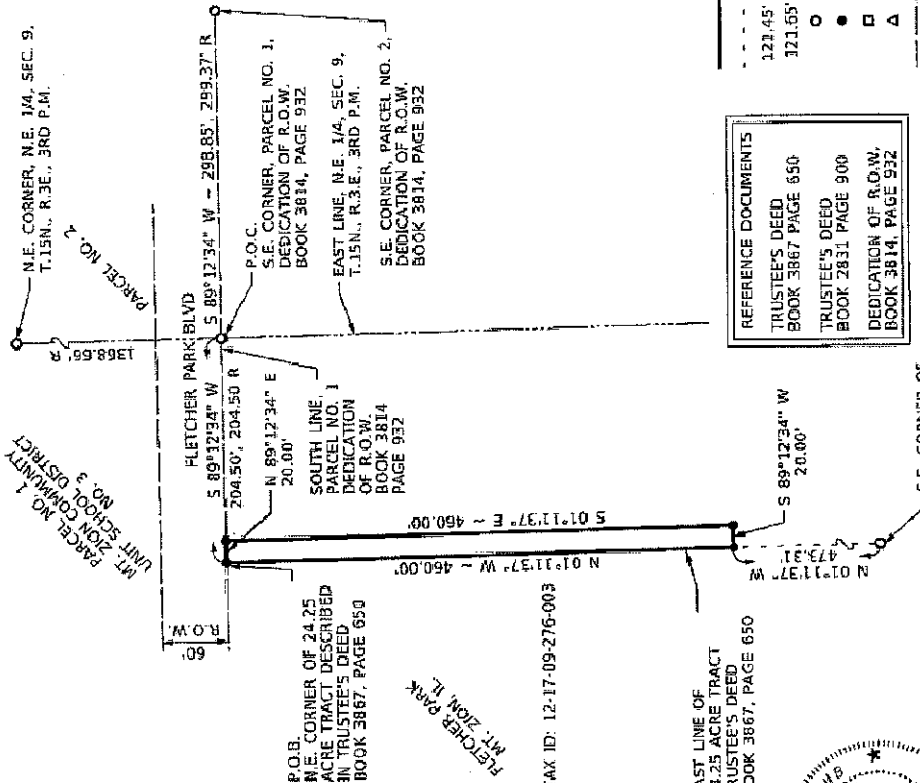 N.E. CORNER, N.E. 1/4, SEC. 9,
T.15N., R.3E., 3RD P.M.
PARCEL NO. 2
1368.66' R
MT. ZION COMMUNITY
UNIT SCHOOL DISTRICT
NO. 3
PARCEL NO. 1
FLETCHER PARK BLVD
60'
R.O.W.
S 89°12'34" W ~ 298.85', 299.37' R
P.O.C.
S.E. CORNER, PARCEL NO. 1,
DEDICATION OF R.O.W.
BOOK 3814, PAGE 932
EAST LINE, N.E. 1/4, SEC. 9,
T.15N., R.3.E., 3RD P.M.
S.E. CORNER, PARCEL NO. 2,
DEDICATION OF R.O.W.
BOOK 3814, PAGE 932
S 89°12'34" W
204.50', 204.50 R
N 89°12'34" E
20.00'
SOUTH LINE,
PARCEL NO. 1
DEDICATION
OF R.O.W.
BOOK 3814
PAGE 932
P.O.B.
N.E. CORNER OF 24.25
ACRE TRACT DESCRIBED
IN TRUSTEE'S DEED
BOOK 3867, PAGE 650
S 01°11'37" E ~ 460.00'
N 01°11'37" W ~ 460.00'
FLETCHER PARK
MT. ZION, IL
TAX ID: 12-17-09-276-003
S 89°12'34" W
20.00'
N 01°11'37" W
473.31'
AST LINE OF
4.25 ACRE TRACT
RUSTEE'S DEED
OOK 3867, PAGE 650
S.E. CORNER OF
REFERENCE DOCUMENTS
TRUSTEE'S DEED
BOOK 3867 PAGE 650
TRUSTEE'S DEED
BOOK 2831 PAGE 900
DEDICATION OF R.O.W,
BOOK 3814, PAGE 932
121.45'
121.65'